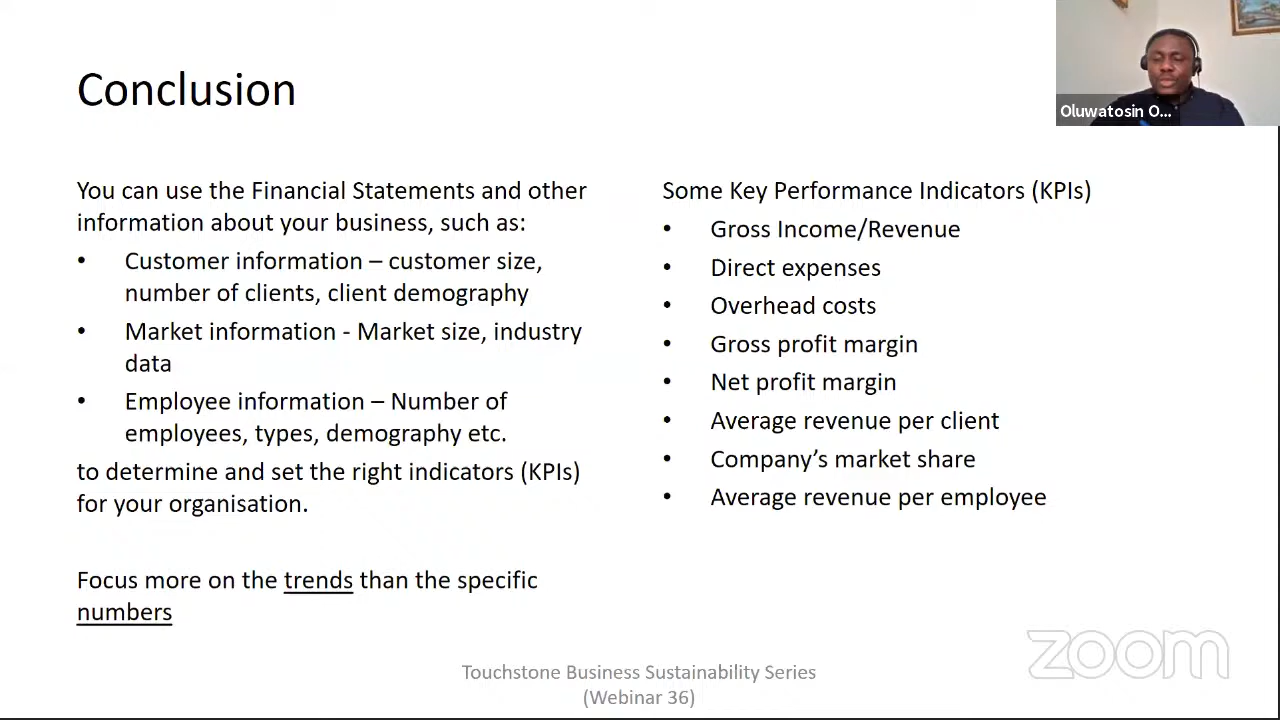 Conclusion
Oluwatosin O...
You can use the Financial Statements and other
information about your business, such as:
• Customer information – customer size,
number of clients, client demography
• Market information - Market size, industry
data
• Employee information – Number of
employees, types, demography etc.
to determine and set the right indicators (KPIs)
for your organisation.
Focus more on the trends than the specific
numbers
Some Key Performance Indicators (KPIs)
• Gross Income/Revenue
• Direct expenses
• Overhead costs
• Gross profit margin
• Net profit margin
• Average revenue per client
• Company’s market share
• Average revenue per employee
Touchstone Business Sustainability Series
(Webinar 36)
zoom